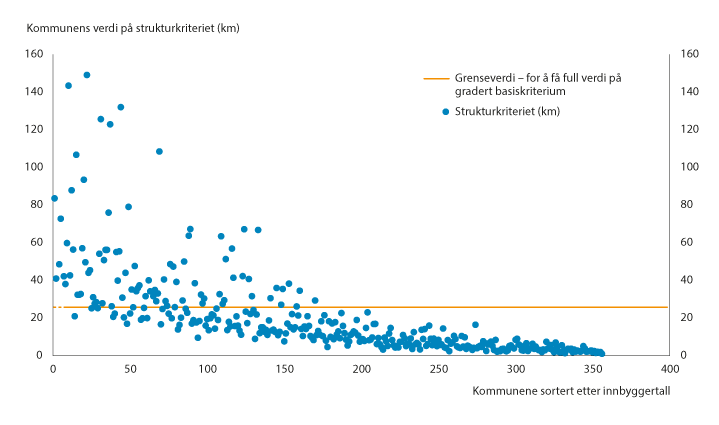 Kommunens verdi på strukturkriteriet (km)
160 160
Grenseverdi – for å få full verdi på
gradert basiskriterium
140 140
Strukturkriteriet (km)
120 120
100 100
80 80
60 60
40 40
20 20
0 0
0 50 100 150 200 250 300 350 400
Kommunene sortert etter innbyggertall